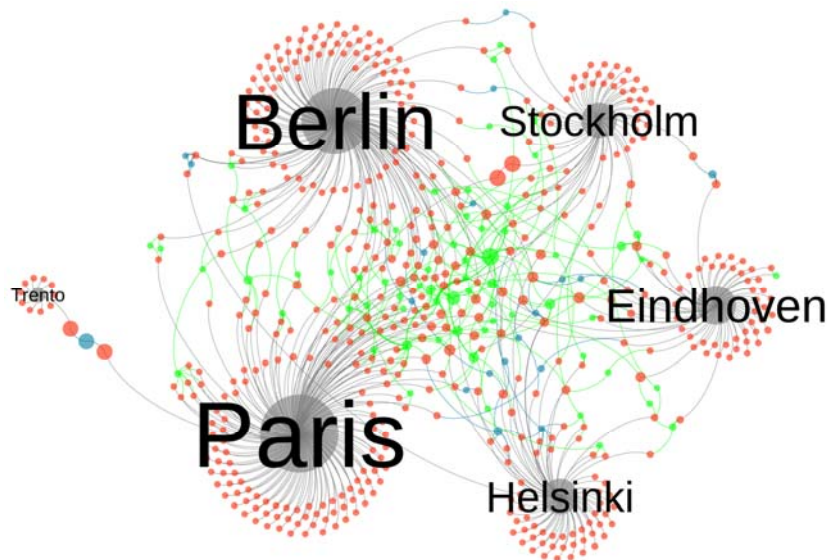 Berlin
Stockholm
Trento
Eindhoven
Paris
Helsinki